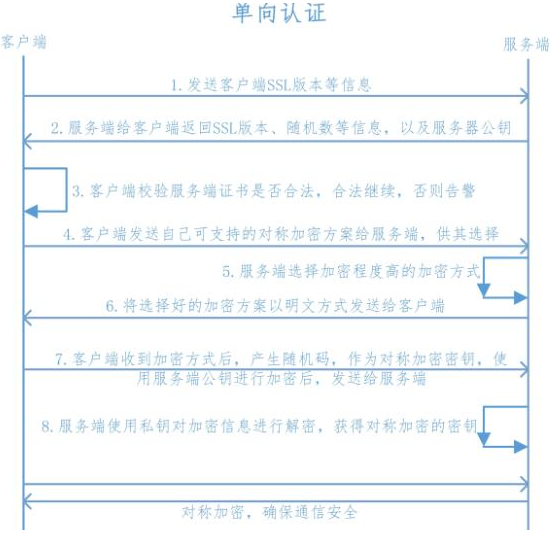 单向认证
客户端
服务端
1.发送客户端SSL版本等信息
2.服务端给客户端返回SSL版本、随机数等信息，以及服务器公钥
3.客户端校验服务端证书是否合法，合法继续，否则告警
4.客户端发送自己可支持的对称加密方案给服务端，供其选择
5.服务端选择加密程度高的加密方式
6.将选择好的加密方案以明文方式发送给客户端
7.客户端收到加密方式后，产生随机码，作为对称加密密钥，使
用服务端公钥进行加密后，发送给服务端
8.服务端使用私钥对加密信息进行解密，获得对称加密的密钥
对称加密，确保通信安全